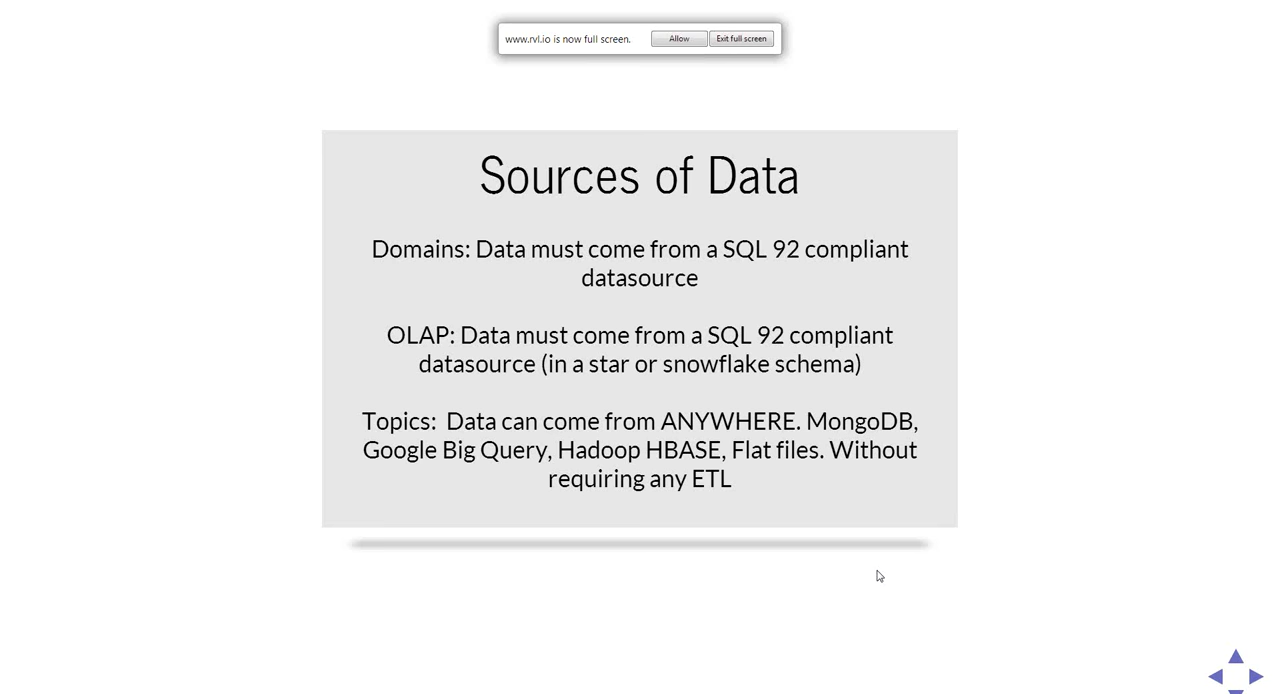 www.rvl.io is now full screen. Allow Exit full screen
Sources of Data
Domains: Data must come from a SQL 92 compliant
datasource
OLAP: Data must come from a SQL 92 compliant
datasource (in a star or snowflake schema)
Topics: Data can come from ANYWHERE. MongoDB,
Google Big Query, Hadoop HBASE, Flat files. Without
requiring any ETL